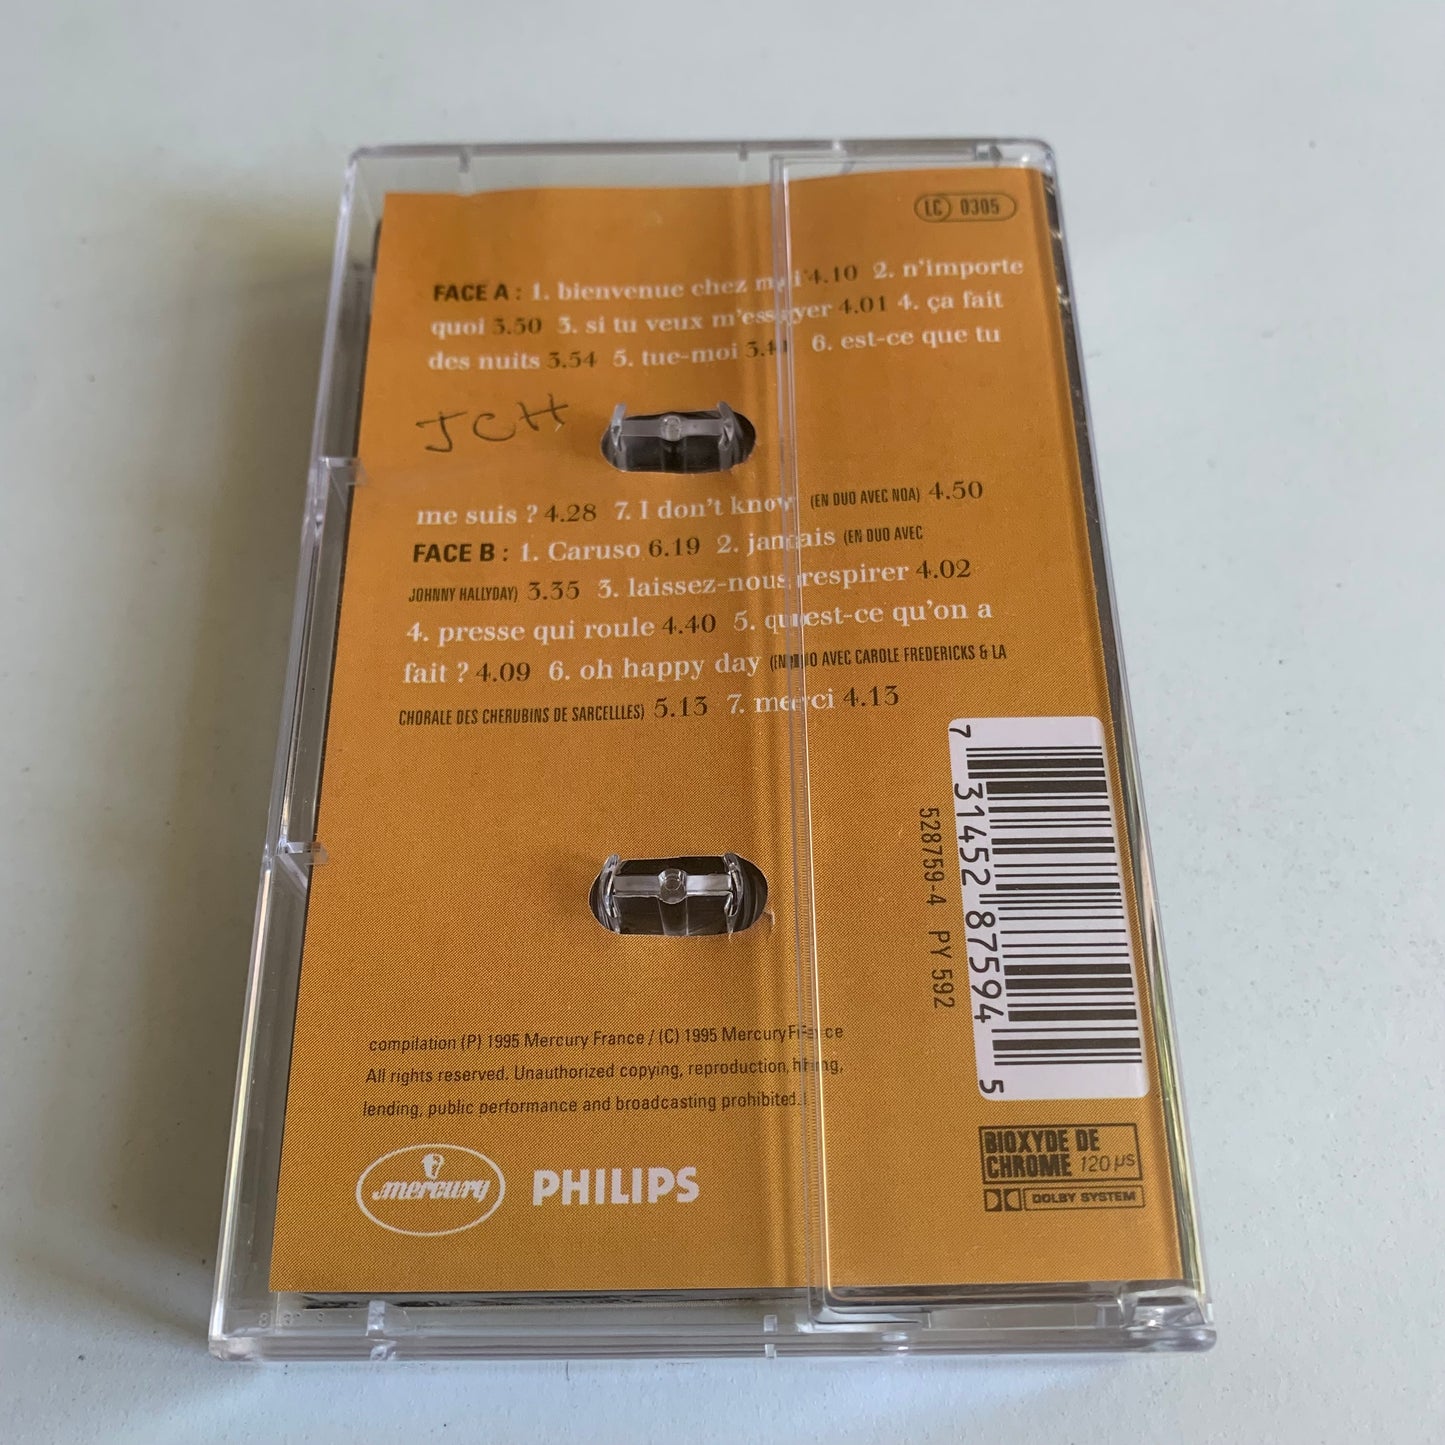 LC 0305
FACE A : 1. bienvenue chez moi 4.10 2. n'importe
quoi 3.50 3. si tu veux m'essayer 4.01 4. ça fait
des nuits 3.54 5. tue-moi 6. est-ce que tu
JCH
me suis ? 4.28 7. I don't know (EN DUO AVEC NOA) 4.50
FACE B : 1. Caruso 6.19 2. jamais (EN DUO AVEC
JOHNNY HALLYDAY) 3.35 3. laissez-nous respirer 4.02
4. presse qui roule 4.40 5. qu'est-ce qu'on a
fait ? 4.09 6. oh happy day (EN DUO AVEC CAROLE FREDERICKS & LA
CHORALE DES CHERUBINS DE SARCELLLES) 5.13 7. merci 4.13
7 31452 87594 5
528759-4 PY 592
compilation (P) 1995 Mercury France / (C) 1995 Mercury France
All rights reserved. Unauthorized copying, reproduction, hiring,
lending, public performance and broadcasting prohibited.
mercury PHILIPS
BIOXYDE DE
CHROME 120 µs
DOLBY SYSTEM